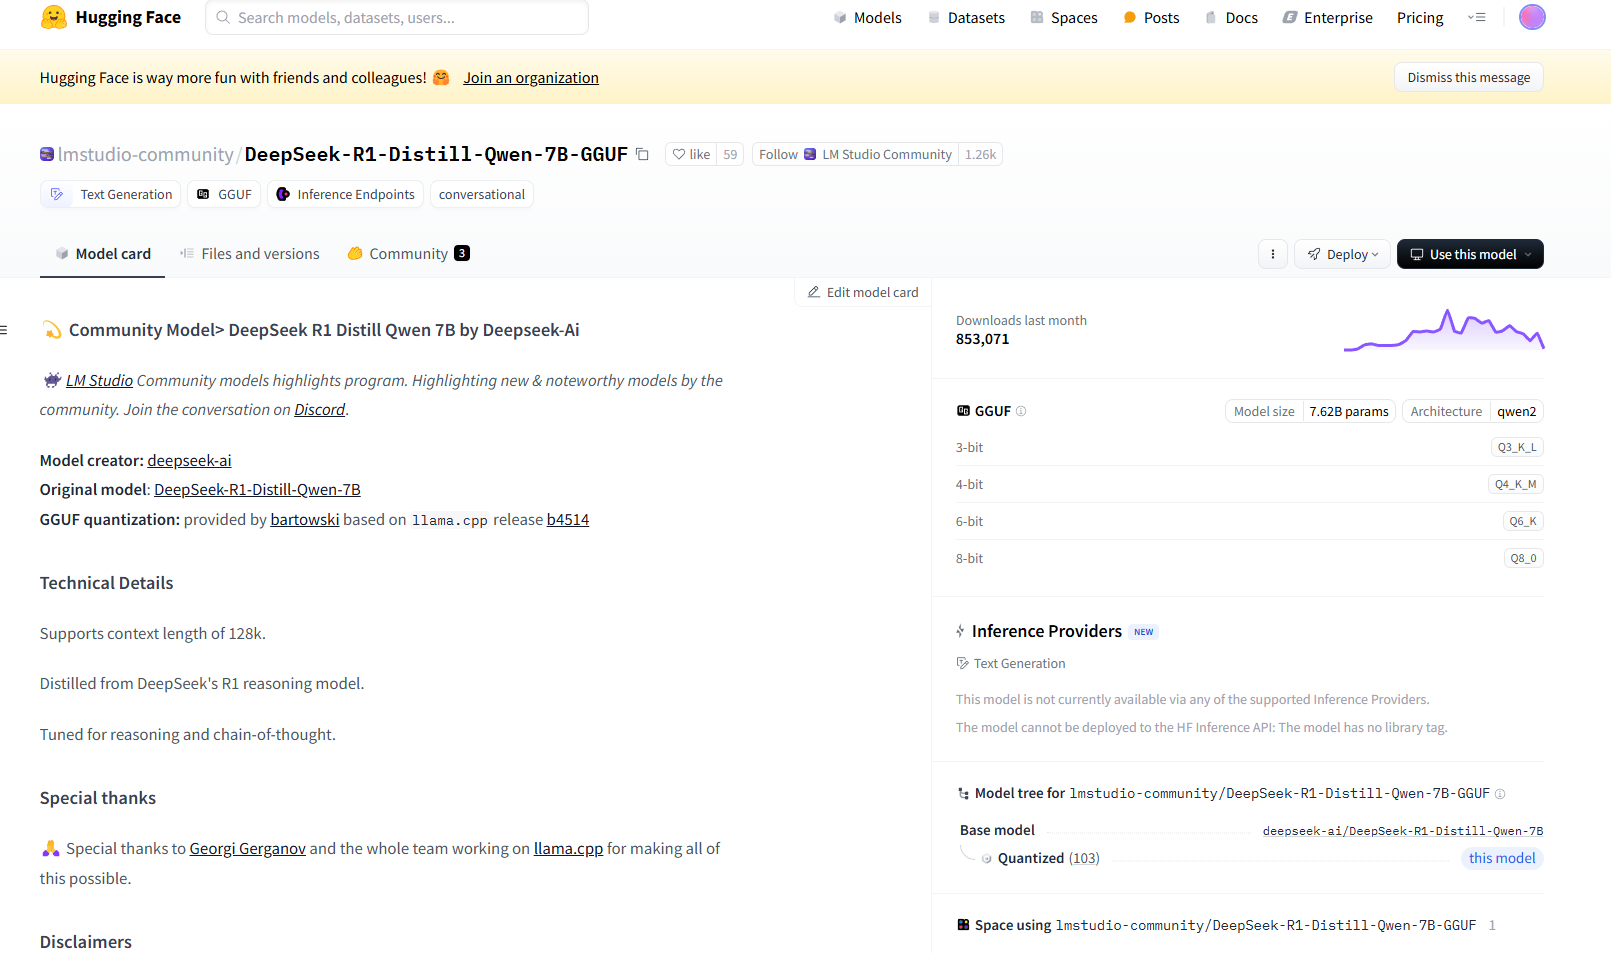 Hugging Face
Search models, datasets, users...
Models
Datasets
Spaces
Posts
Docs
Enterprise
Pricing
Hugging Face is way more fun with friends and colleagues! 🤗 Join an organization
Dismiss this message
lmstudio-community/DeepSeek-R1-Distill-Qwen-7B-GGUF
like 59
Follow LM Studio Community 1.26k
Text Generation
GGUF
Inference Endpoints
conversational
Model card
Files and versions
Community 3
Deploy
Use this model
Edit model card
💫 Community Model> DeepSeek R1 Distill Qwen 7B by Deepseek-Ai
👾 LM Studio Community models highlights program. Highlighting new & noteworthy models by the
community. Join the conversation on Discord.
Model creator: deepseek-ai
Original model: DeepSeek-R1-Distill-Qwen-7B
GGUF quantization: provided by bartowski based on llama.cpp release b4514
Technical Details
Supports context length of 128k.
Distilled from DeepSeek's R1 reasoning model.
Tuned for reasoning and chain-of-thought.
Special thanks
🙏 Special thanks to Georgi Gerganov and the whole team working on llama.cpp for making all of
this possible.
Disclaimers
Downloads last month
853,071
GGUF
Model size 7.62B params
Architecture qwen2
3-bit Q3_K_L
4-bit Q4_K_M
6-bit Q6_K
8-bit Q8_0
Inference Providers NEW
Text Generation
This model is not currently available via any of the supported Inference Providers.
The model cannot be deployed to the HF Inference API: The model has no library tag.
Model tree for lmstudio-community/DeepSeek-R1-Distill-Qwen-7B-GGUF
Base model deepseek-ai/DeepSeek-R1-Distill-Qwen-7B
Quantized (103) this model
Space using lmstudio-community/DeepSeek-R1-Distill-Qwen-7B-GGUF 1